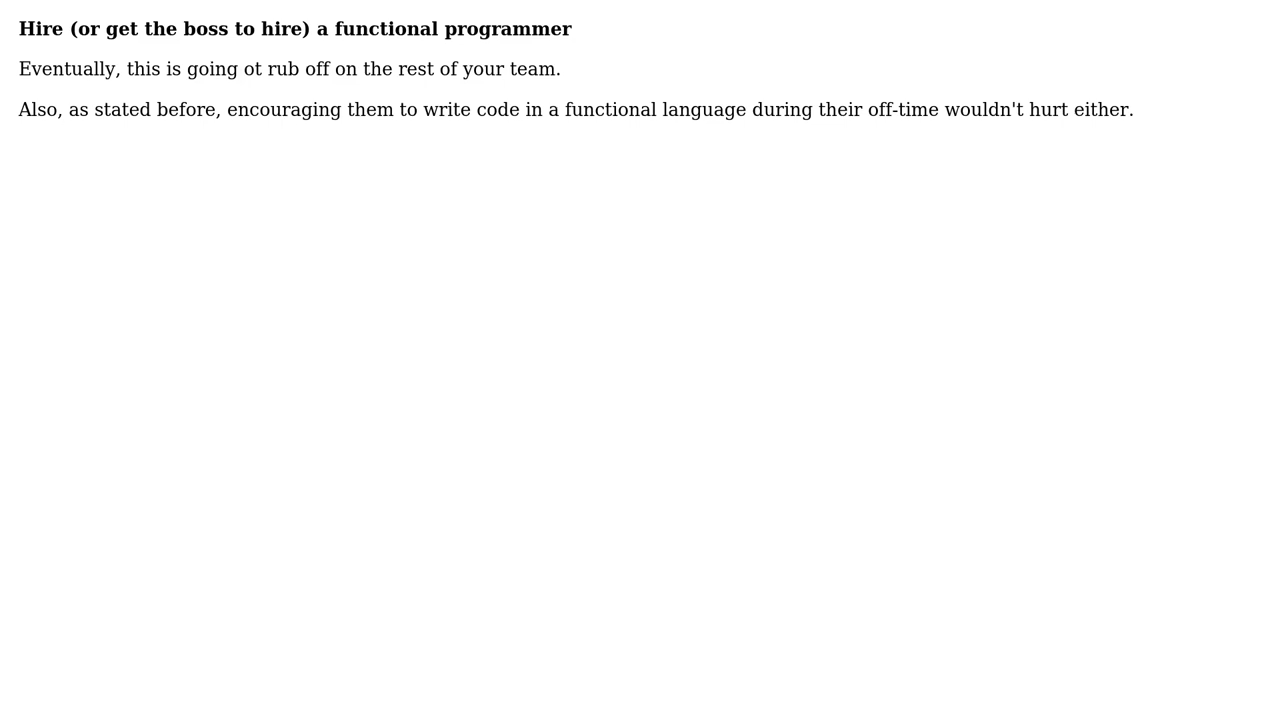 Hire (or get the boss to hire) a functional programmer
Eventually, this is going ot rub off on the rest of your team.
Also, as stated before, encouraging them to write code in a functional language during their off-time wouldn't hurt either.